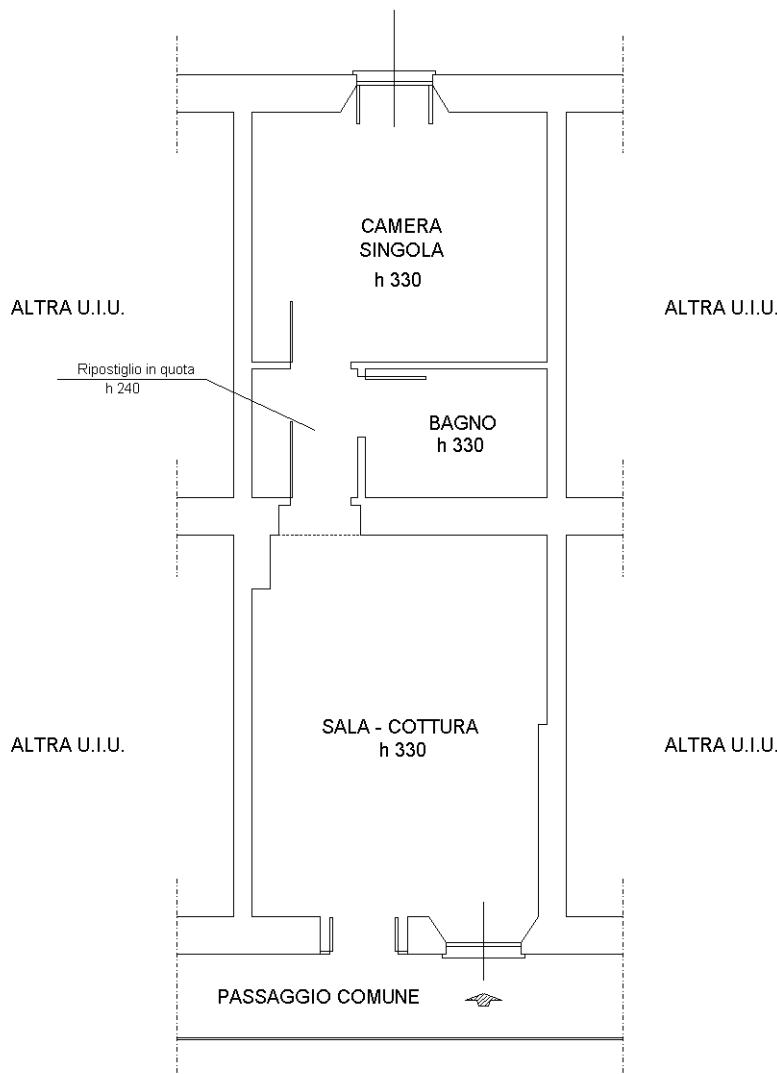 CAMERA
SINGOLA
h 330
ALTRA U.I.U.
ALTRA U.I.U.
Ripostiglio in quota
h 240
BAGNO
h 330
SALA - COTTURA
h 330
ALTRA U.I.U.
ALTRA U.I.U.
PASSAGGIO COMUNE